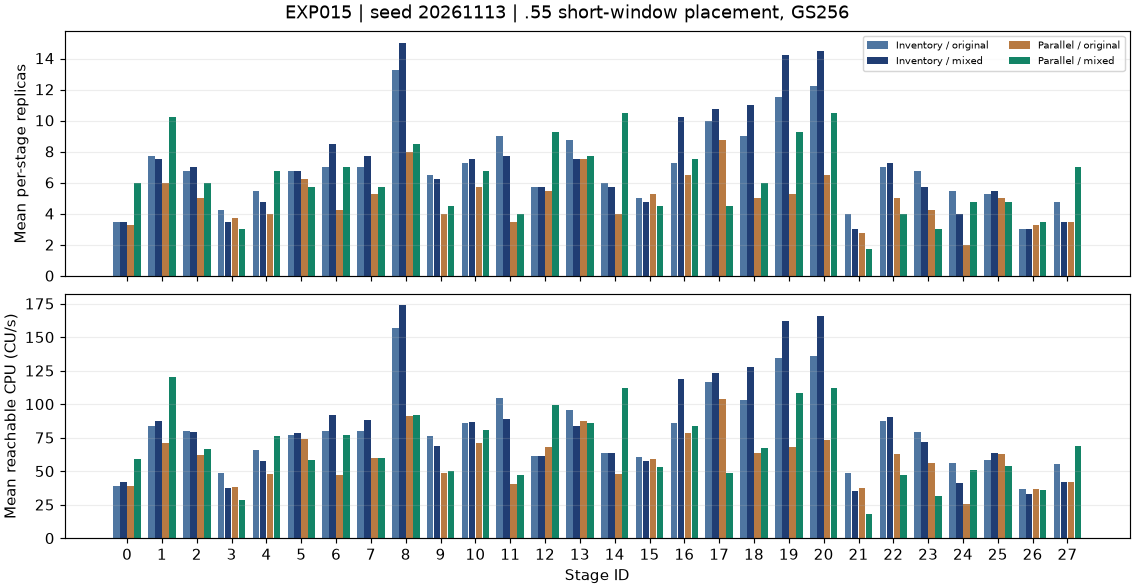 EXP015 | seed 20261113 | .55 short-window placement, GS256
Mean per-stage replicas
14
12
10
8
6
4
2
0
Inventory / original
Inventory / mixed
Parallel / original
Parallel / mixed
Mean reachable CPU (CU/s)
175
150
125
100
75
50
25
0
0 1 2 3 4 5 6 7 8 9 10 11 12 13 14 15 16 17 18 19 20 21 22 23 24 25 26 27
Stage ID